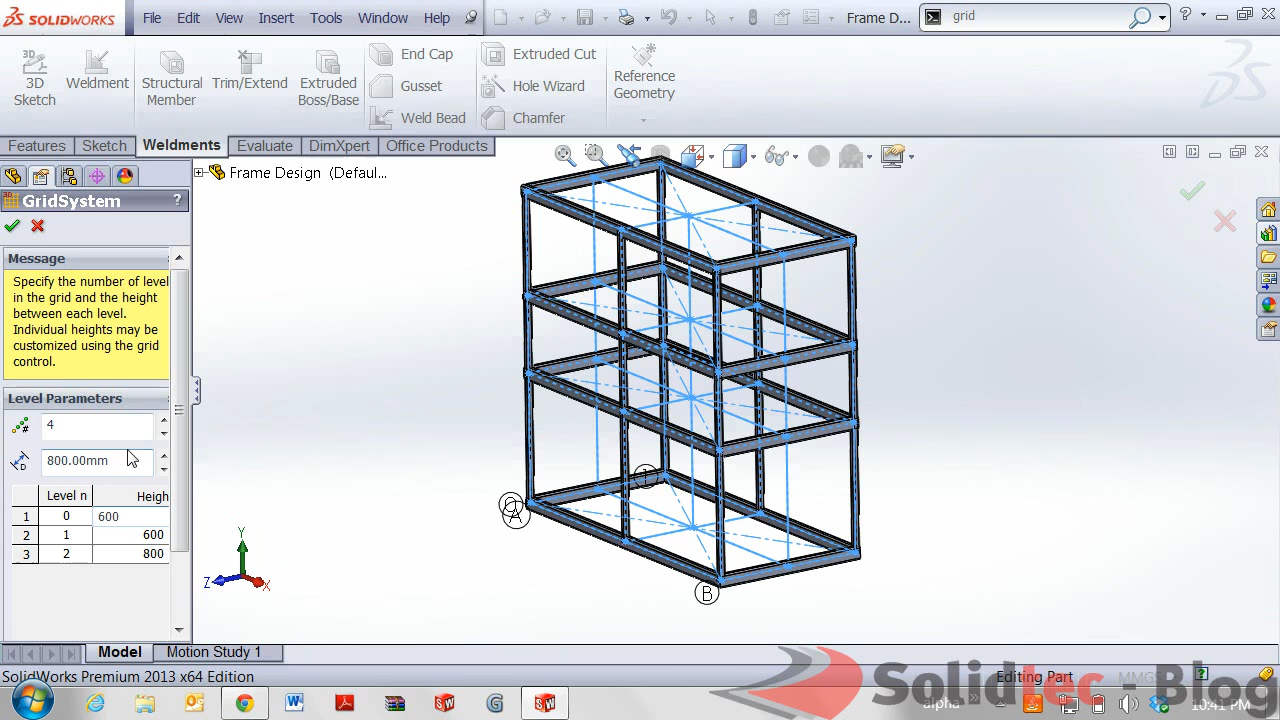 SOLIDWORKS File Edit View Insert Tools Window Help Frame D... grid
3D Sketch
Weldment
Structural Member
Trim/Extend
Extruded Boss/Base
End Cap
Gusset
Weld Bead
Extruded Cut
Hole Wizard
Chamfer
Reference Geometry
Features Sketch Weldments Evaluate DimXpert Office Products
GridSystem ?
Frame Design (Defaul...
Message
Specify the number of level
in the grid and the height
between each level.
Individual heights may be
customized using the grid
control.
Level Parameters
4
800.00mm
Level n Heigh
1 0 600
2 1 600
3 2 800
1
A
B
Y
Z X
Model Motion Study 1
SolidWorks Premium 2013 x64 Edition Editing Part MMGS
SolidTec - Blog
alpha
10:41 PM